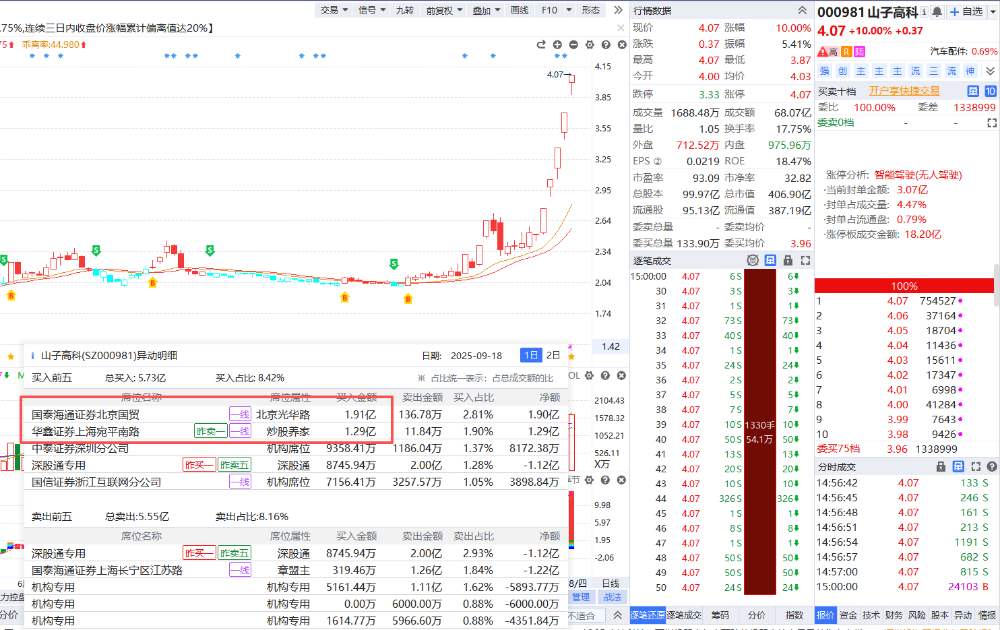 交易 信号 九转 前复权 叠加 画线 F10 形态
.75%,连续三日内收盘价涨幅累计偏离值达20%】
75 乖离率:44.980
4.07
4.15
3.85
3.55
3.25
2.95
2.64
2.34
2.04
1.74
1.42
S S S S
B B B B
山子高科(SZ000981)异动明细 日期: 2025-09-18 1日 2日
买入前五 总买入: 5.73亿 买入占比: 8.42% ※ 占比统一表示: 占总成交额的比
席位名称 席位属性 买入金额 卖出金额 买入占比 净额
国泰海通证券北京国贸 一线 北京光华路 1.91亿 136.78万 2.81% 1.90亿
华鑫证券上海宛平南路 昨卖一 一线 炒股养家 1.29亿 11.84万 1.90% 1.29亿
中泰证券深圳分公司 机构席位 9358.41万 1186.04万 1.37% 8172.38万
深股通专用 昨买一 昨卖五 深股通 8745.94万 2.00亿 1.28% -1.12亿
国信证券浙江互联网分公司 一线 机构席位 7156.41万 3257.57万 1.05% 3898.84万
卖出前五 总卖出:5.55亿 卖出占比:8.16%
席位名称 席位属性 买入金额 卖出金额 卖出占比 净额
深股通专用 昨买一 昨卖五 深股通 8745.94万 2.00亿 2.93% -1.12亿
国泰海通证券上海长宁区江苏路 一线 章盟主 319.46万 1.26亿 1.84% -1.22亿
机构专用 机构专用 5161.44万 1.11亿 1.62% -5893.77万
机构专用 机构专用 0.00万 6000.00万 0.88% -6000.00万
机构专用 机构专用 1614.77万 5966.60万 0.88% -4351.84万
OL
2104.43
1578.32
1052.21
526.11
X万
季节
9.98
5.97
1.95
-2.06
8/四 日线
力控盘 管理 战法
分价 不适合
行情数据
现价 4.07 涨幅 10.00%
涨跌 0.37 振幅 5.41%
最高 4.07 最低 3.87
今开 4.00 均价 4.03
跌停 3.33 涨停 4.07
成交量 1688.48万 成交额 68.07亿
量比 1.05 换手率 17.75%
外盘 712.52万 内盘 975.96万
EPS ② 0.0219 ROE 18.47%
市盈率 93.09 市净率 32.82
总股本 99.97亿 总市值 406.90亿
流通股 95.13亿 流通值 387.19亿
委卖总量 - 委卖均价 -
委买总量 133.90万 委买均价 3.96
逐笔成交 单 量
15:00:00 4.07 6 S 6
30 4.07 3 S 3
31 4.07 1 S 1
32 4.07 73 S 73
33 4.07 40 S 40
34 4.07 1 S 1
35 4.07 24 S 24
36 4.07 2 S 2
37 4.07 5 S 5
38 4.07 7 S 7
39 4.07 10 S 1330手 10
40 4.07 50 S 54.1万 50
41 4.07 13 S 13
42 4.07 20 S 20
43 4.07 10 S 10
44 4.07 326 S 326
45 4.07 1 S 1
46 4.07 8 S 8
47 4.07 1 S 1
48 4.07 50 S 50
49 4.07 50 S 50
50 4.07 24 S 24
逐笔还原 逐笔成交 筹码 分价 指数
000981 山子高科 自选
4.07 +10.00% +0.37
高 R 陆 汽车配件: 0.69%
强 创 主 主 主 流 三 流 神
买卖十档 开户享快捷交易 量 10
委比 100.00% 委差 1338999
委卖0档 - -
涨停分析: 智能驾驶(无人驾驶)
·当前封单金额: 3.07亿
·封单占成交量: 4.47%
·封单占流通盘: 0.79%
·涨停板成交金额: 18.20亿
100%
1 4.07 754527
2 4.06 37164
3 4.05 18704
4 4.04 11436
5 4.03 15611
6 4.02 17347
7 4.01 6998
8 4.00 41284
9 3.99 7643
10 3.98 9426
委买75档 3.96 1338999
分时成交 量
14:56:42 4.07 133 S
14:56:45 4.07 246 S
14:56:48 4.07 161 S
14:56:51 4.07 213 S
14:56:54 4.07 1191 S
14:56:57 4.07 682 S
14:57:00 4.07 815 S
15:00:00 4.07 24103 B
报价 资金 技术 财务 风险 股本 异动 情报